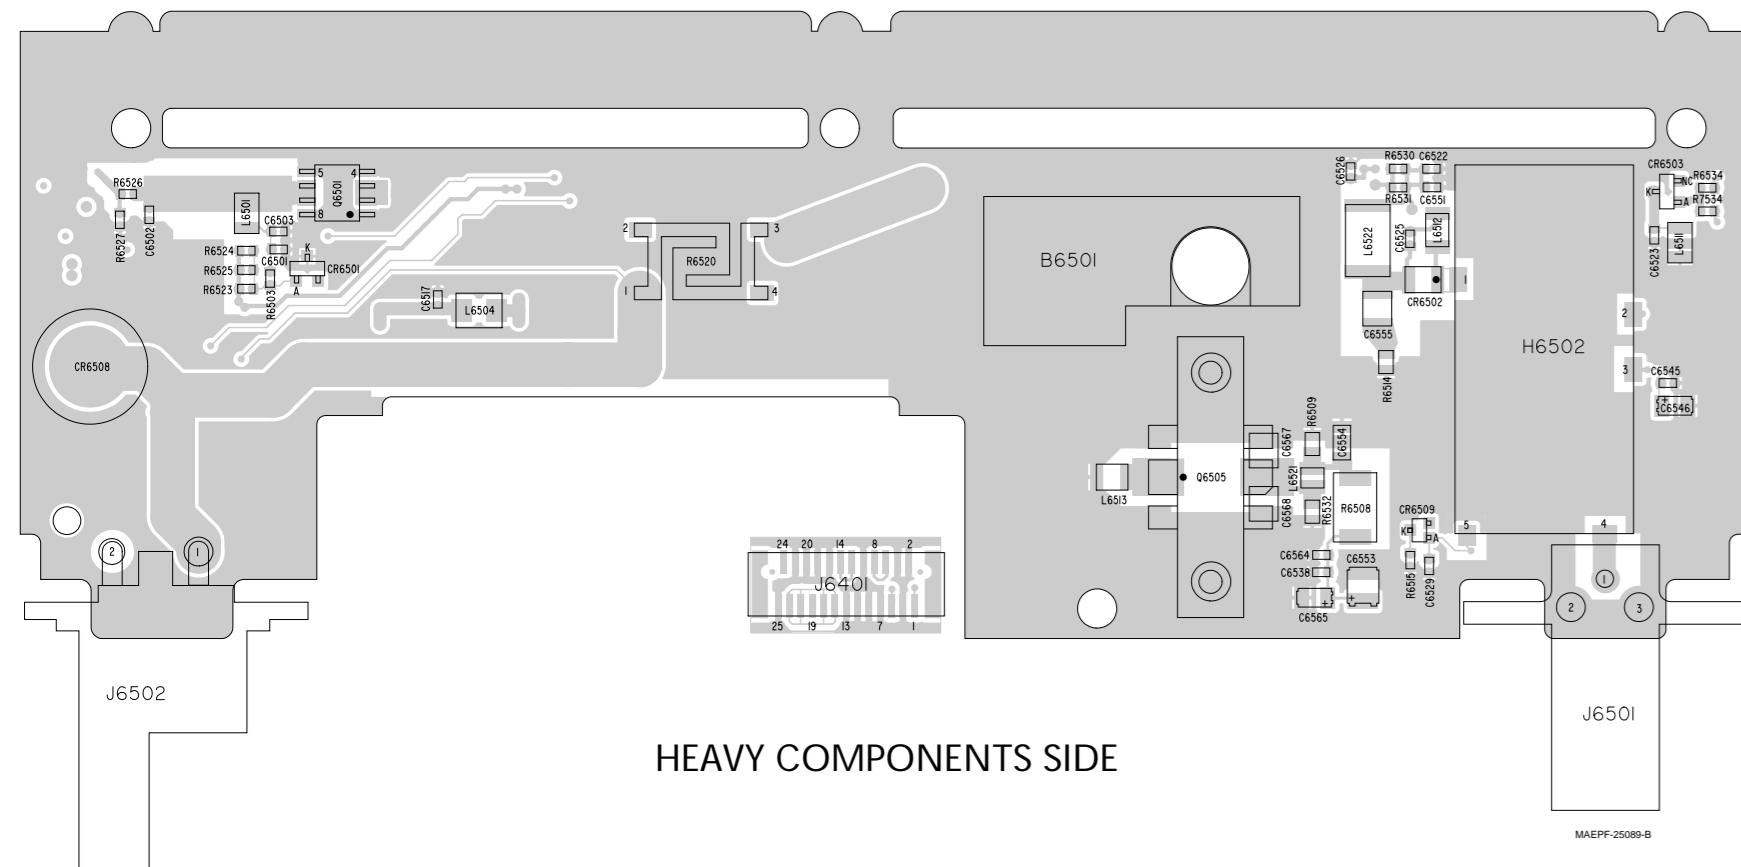 R6526
R6527
C6502
L6501
C6503
5
4
Q6501
8
R6524
C6501
R6525
R6523
R6503
K
CR6501
A
C6517
L6504
2
3
R6520
1
4
CR6508
2
1
J6502
24 20 14 8 2
J6401
25 19 13 7 1
B6501
C6526
R6530
C6522
R6531
C6551
L6522
C6525
L6512
CR6502
C6555
R6514
1
H6502
2
3
5
4
CR6503
K
NC
A
R6534
R7534
C6523
L6511
C6545
+
C6546
L6513
Q6505
C6567
C6568
R6509
L6521
R6532
C6554
R6508
C6564
C6538
C6553
+
+
C6565
CR6509
K
A
R6515
C6529
1
2
3
J6501
HEAVY COMPONENTS SIDE
MAEPF-25089-B